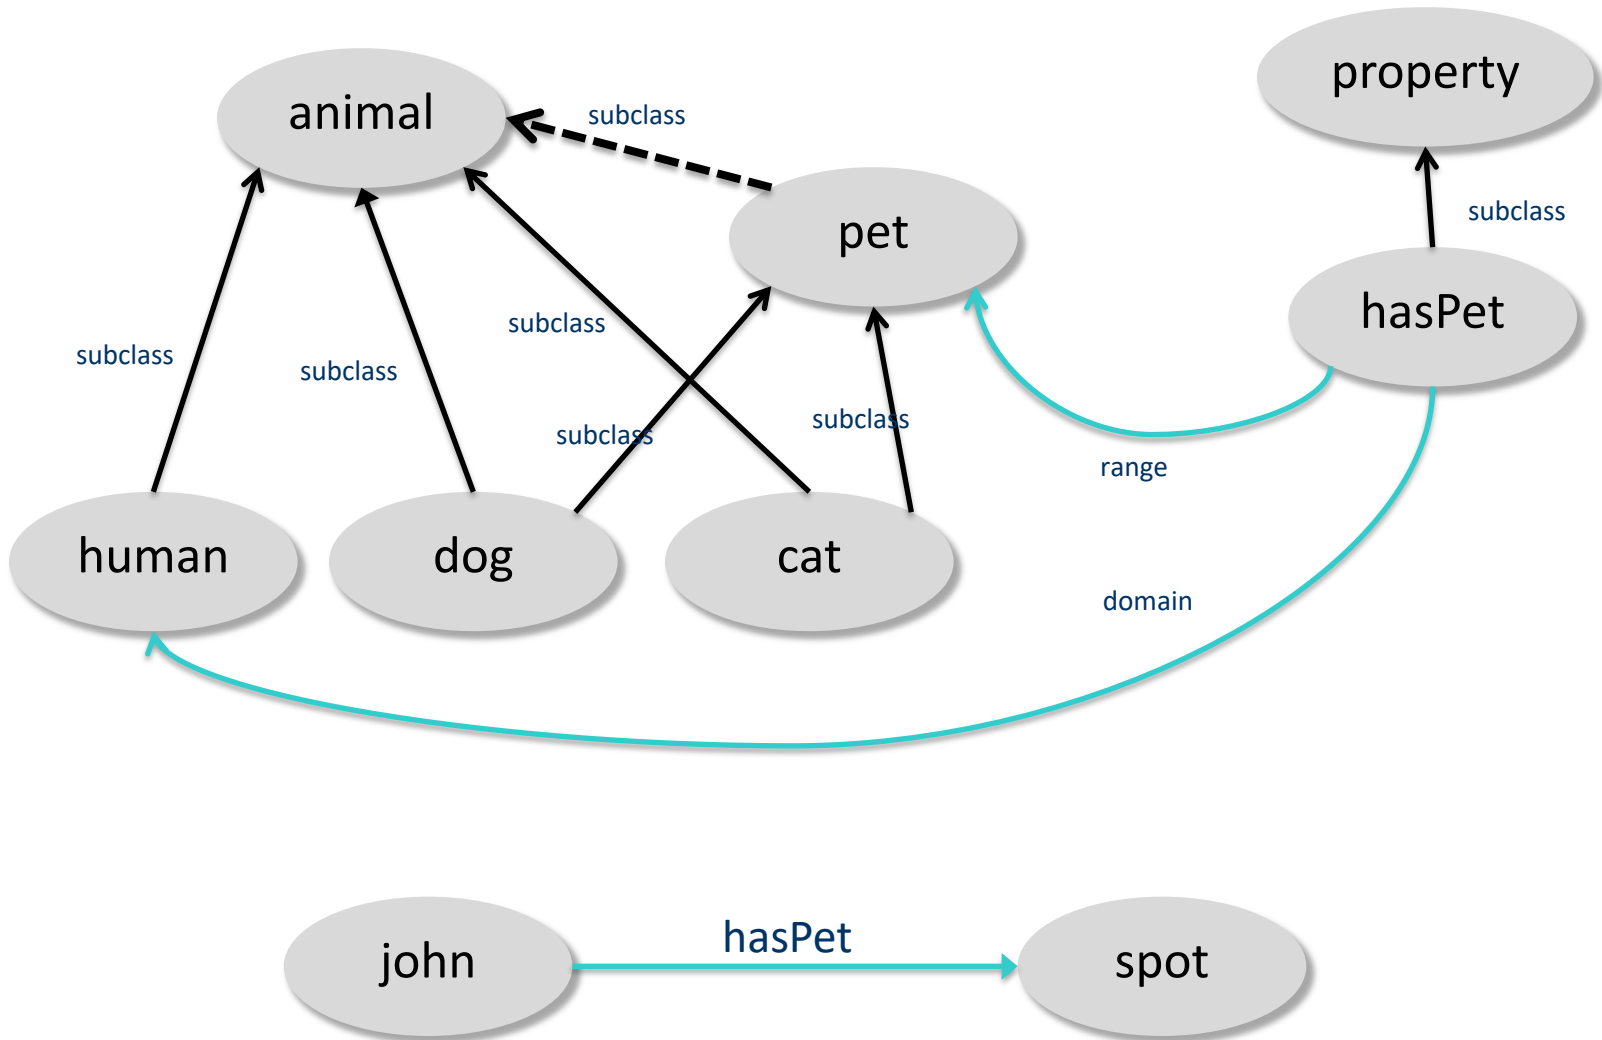 property
animal
subclass
pet
subclass
hasPet
subclass
subclass
subclass
subclass
subclass
range
human
dog
cat
domain
john
hasPet
spot